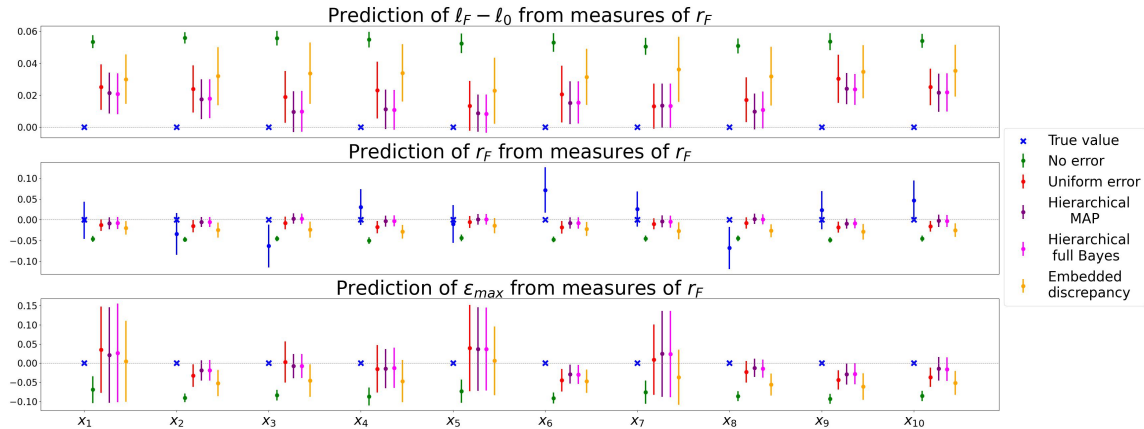 Prediction of ℓ_F − ℓ_0 from measures of r_F
0.06
0.04
0.02
0.00
Prediction of r_F from measures of r_F
0.10
0.05
0.00
−0.05
−0.10
Prediction of ε_max from measures of r_F
0.15
0.10
0.05
0.00
−0.05
−0.10
x_1 x_2 x_3 x_4 x_5 x_6 x_7 x_8 x_9 x_10
True value
No error
Uniform error
Hierarchical
MAP
Hierarchical
full Bayes
Embedded
discrepancy